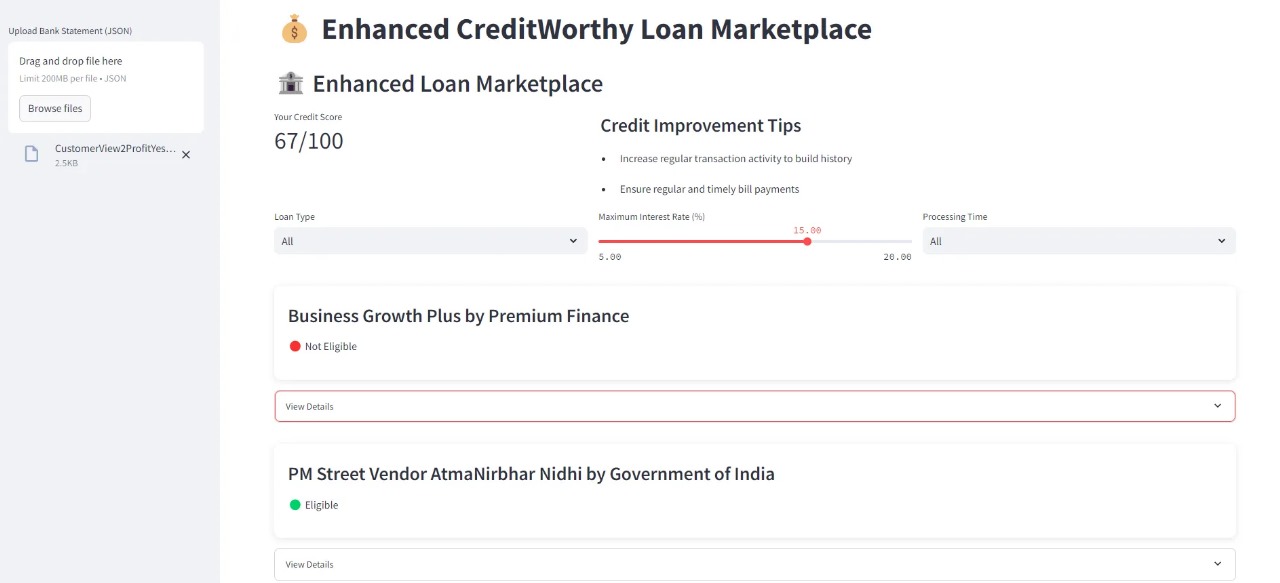 Upload Bank Statement (JSON)
Drag and drop file here
Limit 200MB per file • JSON
Browse files
CustomerView2ProfitYes...
2.5KB
💰 Enhanced CreditWorthy Loan Marketplace
🏦 Enhanced Loan Marketplace
Your Credit Score
67/100
Credit Improvement Tips
• Increase regular transaction activity to build history
• Ensure regular and timely bill payments
Loan Type
All
Maximum Interest Rate (%)
15.00
5.00 20.00
Processing Time
All
Business Growth Plus by Premium Finance
Not Eligible
View Details
PM Street Vendor AtmaNirbhar Nidhi by Government of India
Eligible
View Details